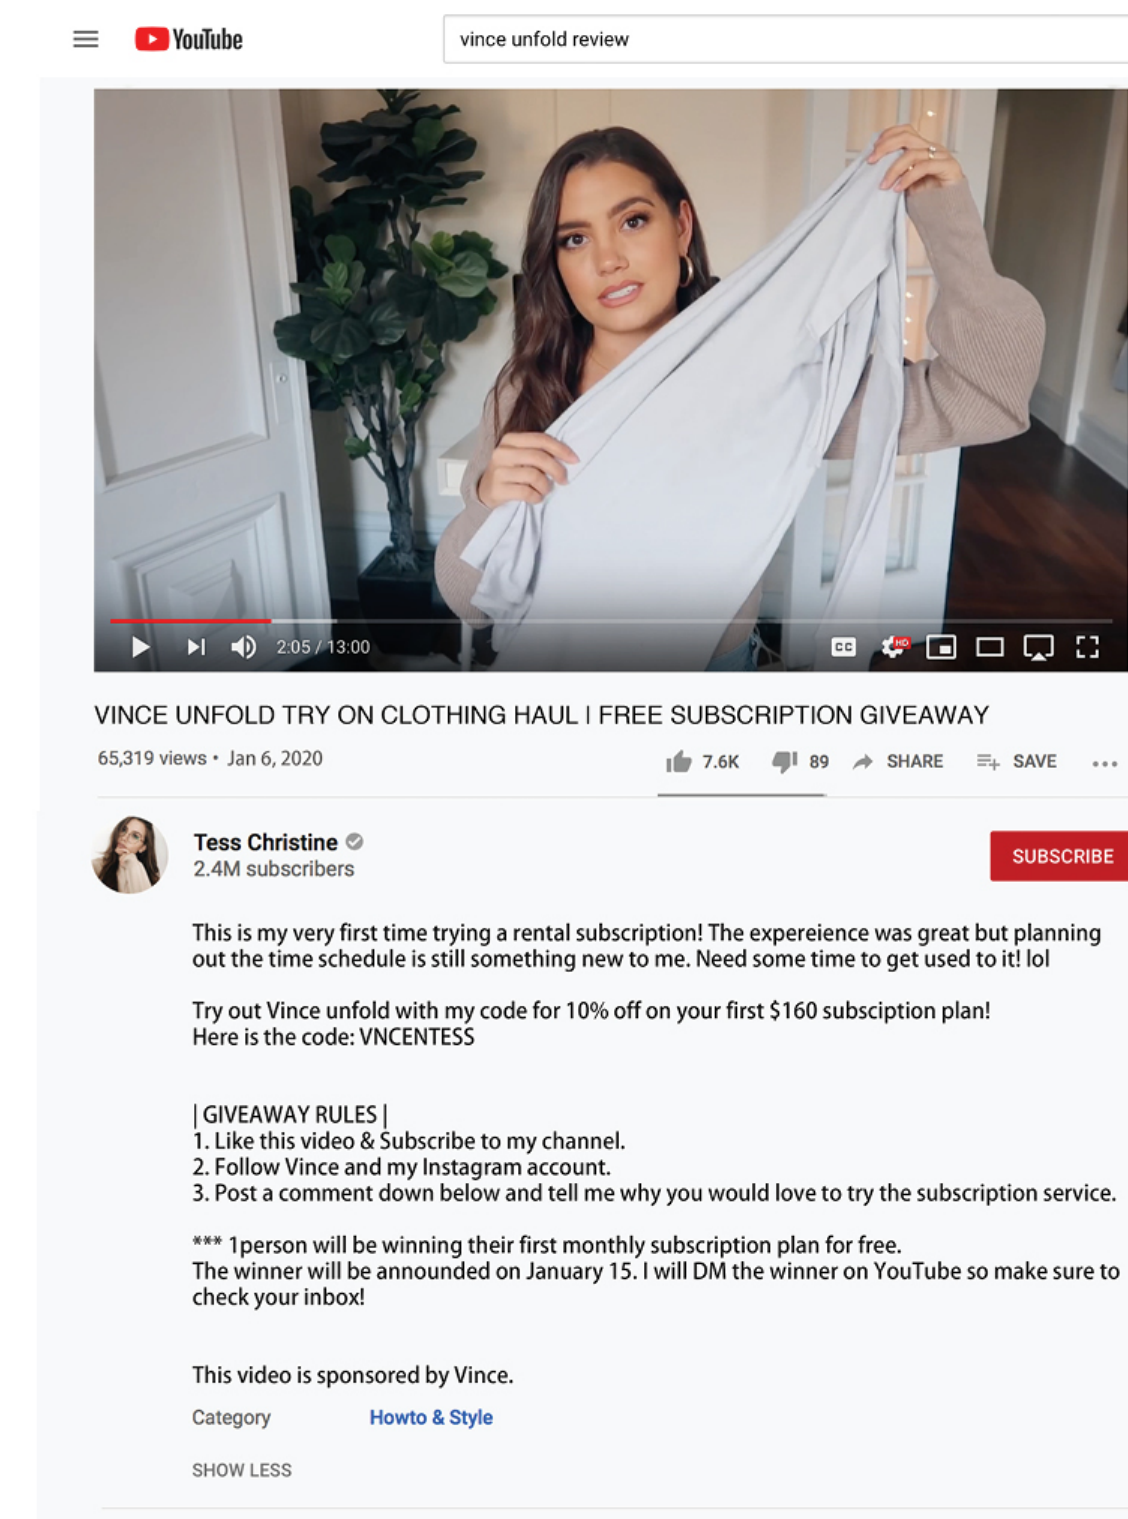 YouTube
vince unfold review
CC
HD
2:05 / 13:00
VINCE UNFOLD TRY ON CLOTHING HAUL | FREE SUBSCRIPTION GIVEAWAY
65,319 views • Jan 6, 2020
7.6K
89
SHARE
SAVE
Tess Christine
2.4M subscribers
SUBSCRIBE
This is my very first time trying a rental subscription! The expereience was great but planning
out the time schedule is still something new to me. Need some time to get used to it! lol
Try out Vince unfold with my code for 10% off on your first $160 subsciption plan!
Here is the code: VNCENTESS
| GIVEAWAY RULES |
1. Like this video & Subscribe to my channel.
2. Follow Vince and my Instagram account.
3. Post a comment down below and tell me why you would love to try the subscription service.
*** 1person will be winning their first monthly subscription plan for free.
The winner will be announded on January 15. I will DM the winner on YouTube so make sure to
check your inbox!
This video is sponsored by Vince.
Category Howto & Style
SHOW LESS